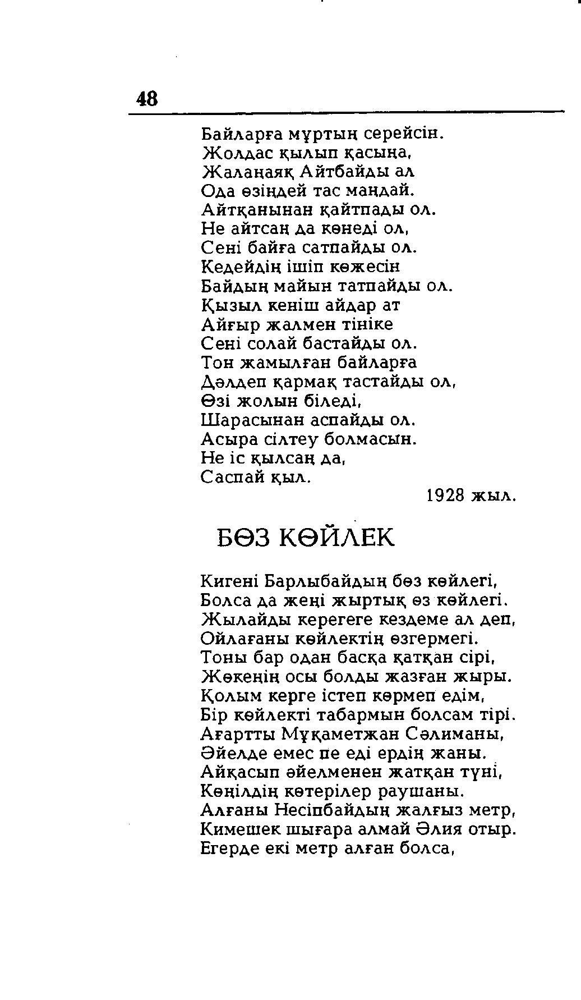 48
Байларға мұртың серейсін.
Жолдас қылып қасыңа,
Жалаңаяқ Айтбайды ал
Ода өзіңдей тас маңдай.
Айтқанынан қайтпады ол.
Не айтсаң да көнеді ол,
Сені байға сатпайды ол.
Кедейдің ішіп көжесін
Байдың майын татпайды ол.
Қызыл кеніш айдар ат
Айғыр жалмен тініке
Сені солай бастайды ол.
Тон жамылған байларға
Дәлдеп қармақ тастайды ол,
Өзі жолын біледі,
Шарасынан аспайды ол.
Асыра сілтеу болмасын.
Не іс қылсаң да,
Саспай қыл.
1928 жыл.
БӨЗ КӨЙЛЕК
Кигені Барлыбайдың бөз көйлегі,
Болса да жеңі жыртық өз көйлегі.
Жылайды керегеге кездеме ал деп,
Ойлағаны көйлектің өзгермегі.
Тоны бар одан басқа қатқан сірі,
Жөкеңің осы болды жазған жыры.
Қолым керге істеп көрмеп едім,
Бір көйлекті табармын болсам тірі.
Ағартты Мұқаметжан Сәлиманы,
Әйелде емес пе еді ердің жаны.
Айқасып әйелменен жатқан түні,
Көңілдің көтерілер раушаны.
Алғаны Несіпбайдың жалғыз метр,
Кимешек шығара алмай Әлия отыр.
Егерде екі метр алған болса,